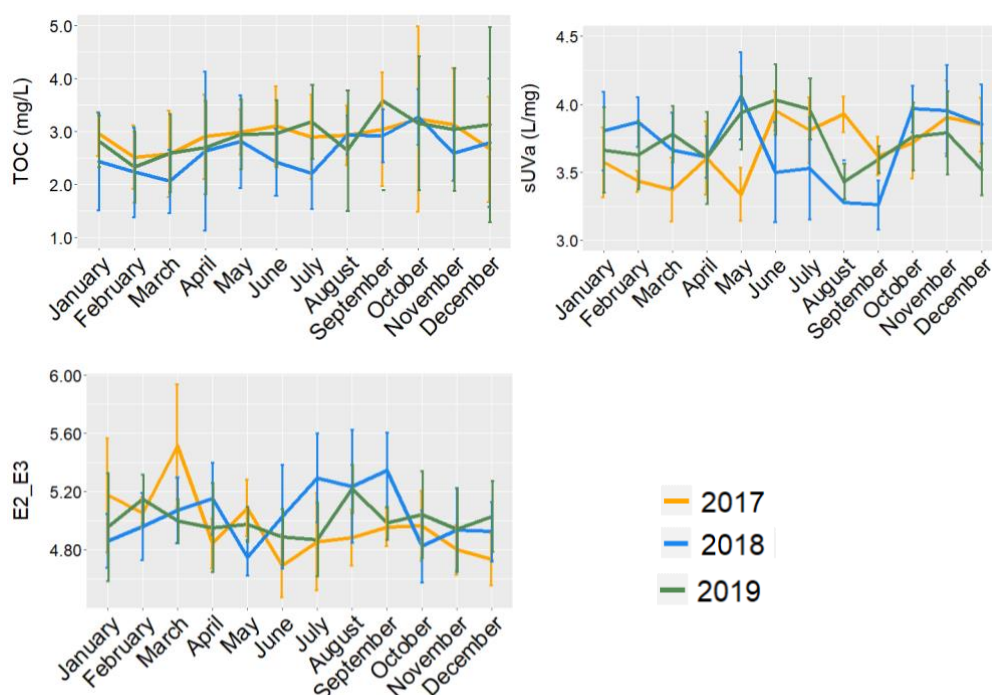 TOC (mg/L)
5.0
4.0
3.0
2.0
1.0
January
February
March
April
May
June
July
August
September
October
November
December
sUVa (L/mg)
4.5
4.0
3.5
3.0
January
February
March
April
May
June
July
August
September
October
November
December
E2_E3
6.00
5.60
5.20
4.80
January
February
March
April
May
June
July
August
September
October
November
December
2017
2018
2019